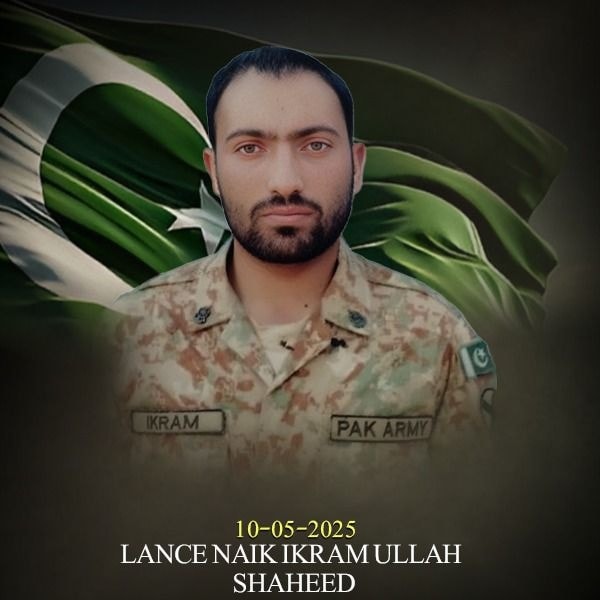 IKRAM
PAK ARMY
10-05-2025
LANCE NAIK IKRAM ULLAH
SHAHEED